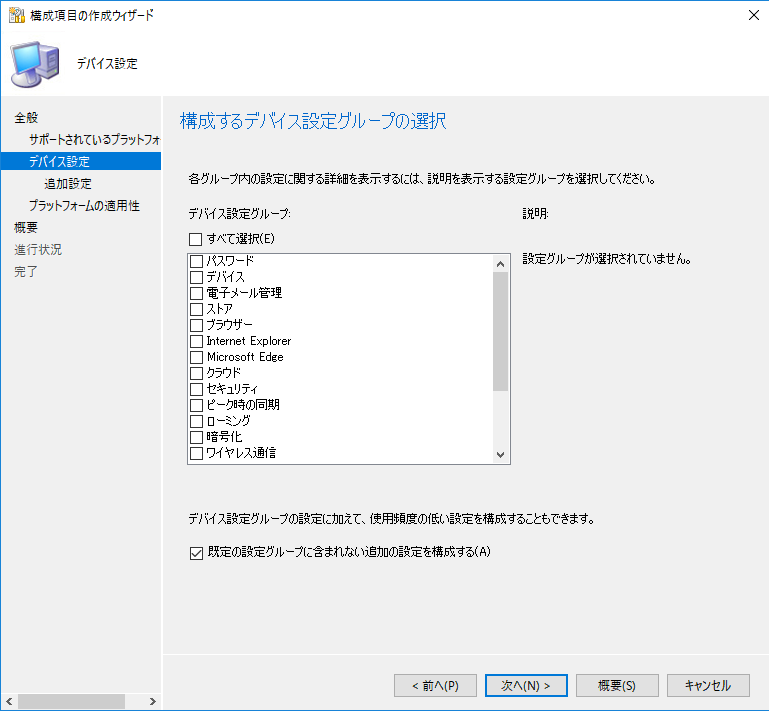 構成項目の作成ウィザード
デバイス設定
全般
サポートされているプラットフォ
デバイス設定
追加設定
プラットフォームの適用性
概要
進行状況
完了
構成するデバイス設定グループの選択
各グループ内の設定に関する詳細を表示するには、説明を表示する設定グループを選択してください。
デバイス設定グループ:
説明:
すべて選択(E)
設定グループが選択されていません。
パスワード
デバイス
電子メール管理
ストア
ブラウザー
Internet Explorer
Microsoft Edge
クラウド
セキュリティ
ピーク時の同期
ローミング
暗号化
ワイヤレス通信
デバイス設定グループの設定に加えて、使用頻度の低い設定を構成することもできます。
既定の設定グループに含まれない追加の設定を構成する(A)
< 前へ(P)
次へ(N) >
概要(S)
キャンセル